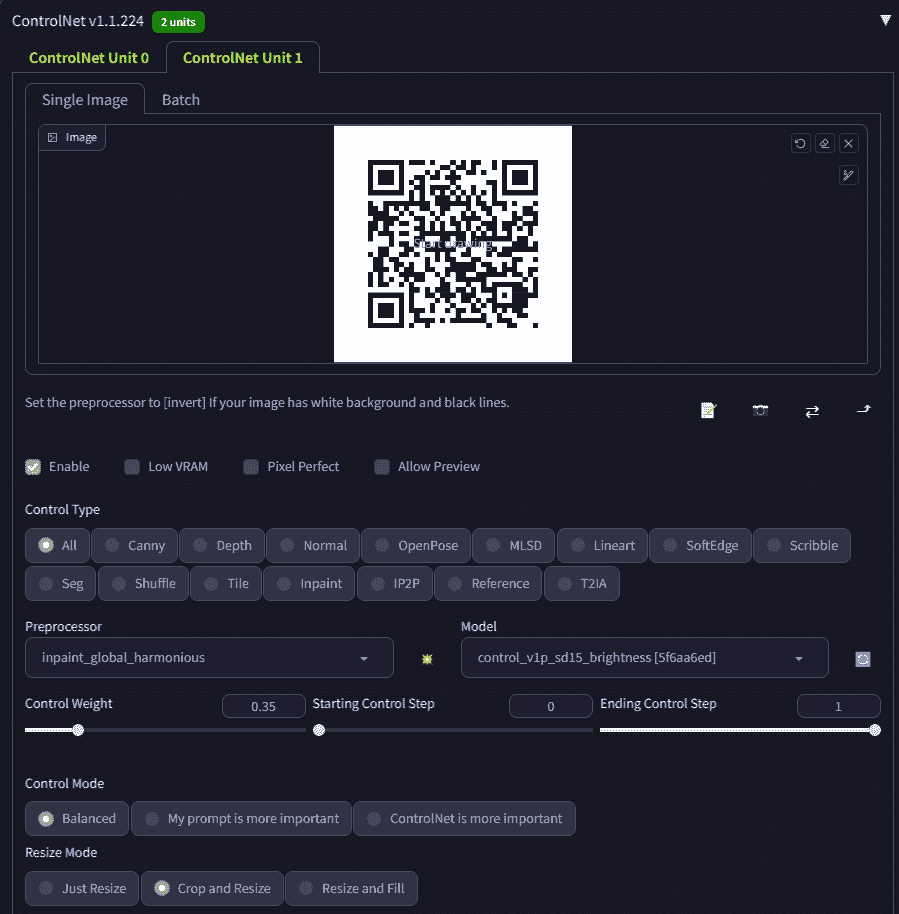 ControlNet v1.1.224 2 units
ControlNet Unit 0 ControlNet Unit 1
Single Image Batch
Image
Start drawing
Set the preprocessor to [invert] If your image has white background and black lines.
Enable Low VRAM Pixel Perfect Allow Preview
Control Type
All Canny Depth Normal OpenPose MLSD Lineart SoftEdge Scribble
Seg Shuffle Tile Inpaint IP2P Reference T2IA
Preprocessor Model
inpaint_global_harmonious control_v1p_sd15_brightness [5f6aa6ed]
Control Weight 0.35 Starting Control Step 0 Ending Control Step 1
Control Mode
Balanced My prompt is more important ControlNet is more important
Resize Mode
Just Resize Crop and Resize Resize and Fill